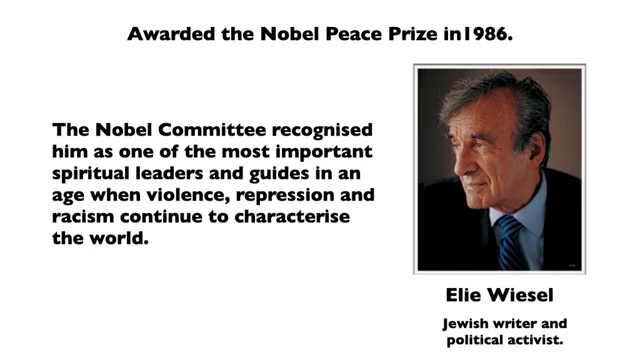 Awarded the Nobel Peace Prize in1986.
The Nobel Committee recognised
him as one of the most important
spiritual leaders and guides in an
age when violence, repression and
racism continue to characterise
the world.
Elie Wiesel
Jewish writer and
political activist.